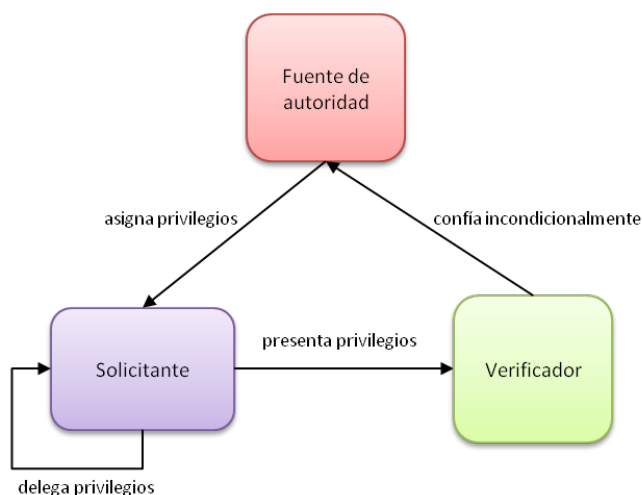 Fuente de
autoridad
asigna privilegios
confía incondicionalmente
Solicitante
presenta privilegios
Verificador
delega privilegios